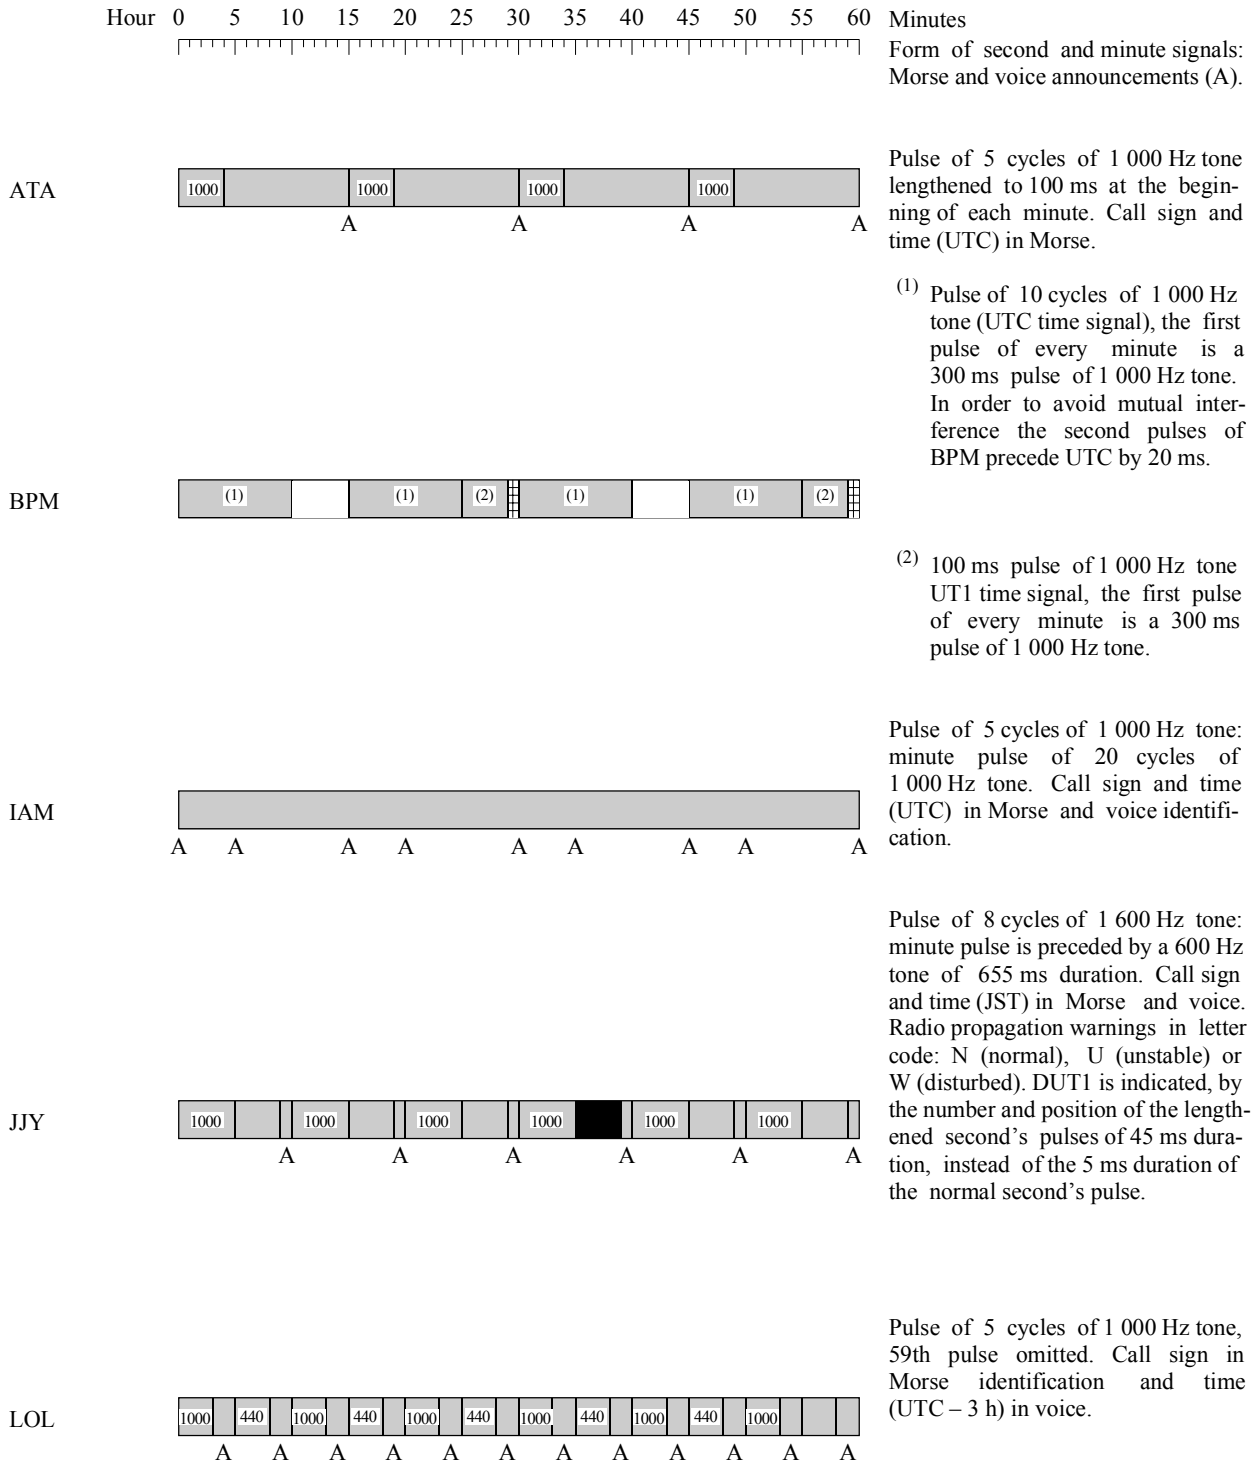 Hour 0 5 10 15 20 25 30 35 40 45 50 55 60 Minutes
Form of second and minute signals:
Morse and voice announcements (A).
ATA
1000 1000 1000 1000
A A A A
Pulse of 5 cycles of 1 000 Hz tone
lengthened to 100 ms at the begin-
ning of each minute. Call sign and
time (UTC) in Morse.
(1) Pulse of 10 cycles of 1 000 Hz
tone (UTC time signal), the first
pulse of every minute is a
300 ms pulse of 1 000 Hz tone.
In order to avoid mutual inter-
ference the second pulses of
BPM precede UTC by 20 ms.
BPM
(1) (1) (2) (1) (1) (2)
(2) 100 ms pulse of 1 000 Hz tone
UT1 time signal, the first pulse
of every minute is a 300 ms
pulse of 1 000 Hz tone.
IAM
A A A A A A A A A
Pulse of 5 cycles of 1 000 Hz tone:
minute pulse of 20 cycles of
1 000 Hz tone. Call sign and time
(UTC) in Morse and voice identifi-
cation.
JJY
1000 1000 1000 1000 1000 1000
A A A A A A
Pulse of 8 cycles of 1 600 Hz tone:
minute pulse is preceded by a 600 Hz
tone of 655 ms duration. Call sign
and time (JST) in Morse and voice.
Radio propagation warnings in letter
code: N (normal), U (unstable) or
W (disturbed). DUT1 is indicated, by
the number and position of the length-
ened second's pulses of 45 ms dura-
tion, instead of the 5 ms duration of
the normal second's pulse.
LOL
1000 440 1000 440 1000 440 1000 440 1000 440 1000
A A A A A A A A A A A A
Pulse of 5 cycles of 1 000 Hz tone,
59th pulse omitted. Call sign in
Morse identification and time
(UTC – 3 h) in voice.